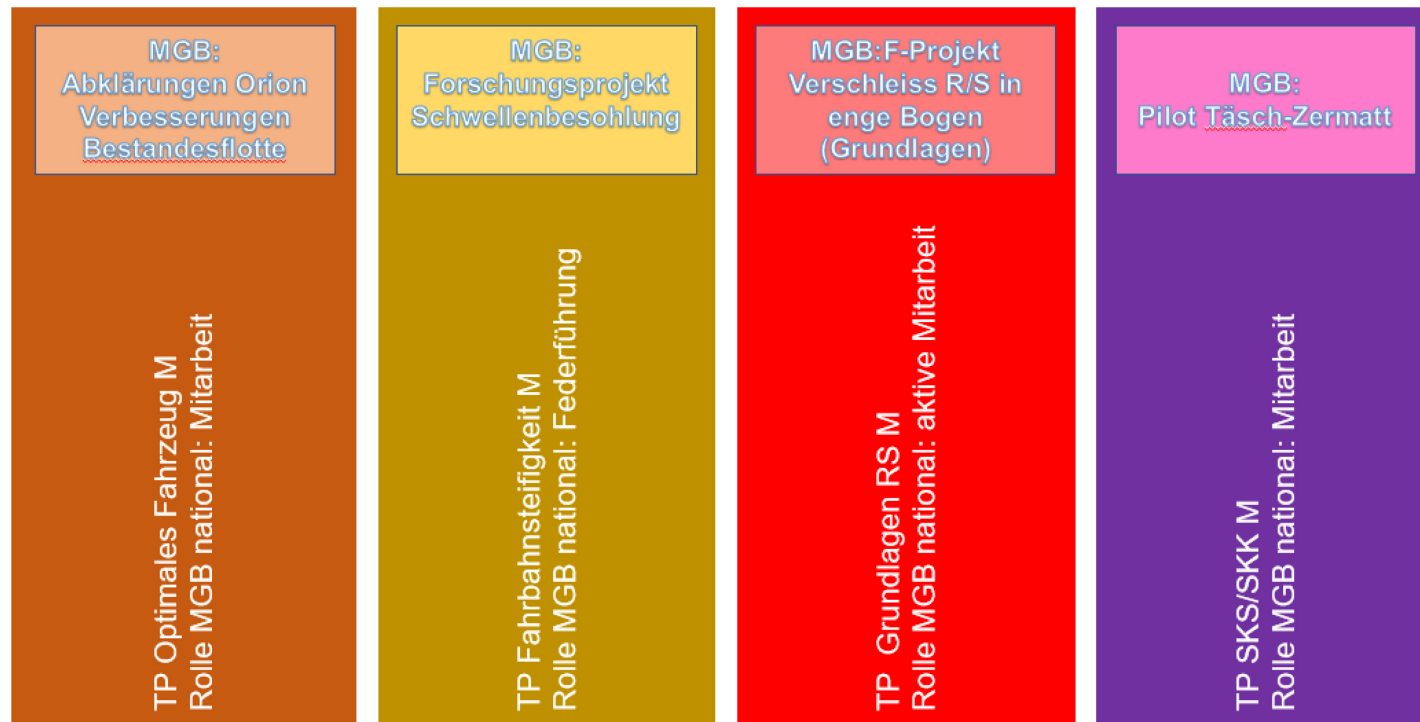 MGB:
Abklärungen Orion
Verbesserungen
Bestandesflotte
TP Optimales Fahrzeug M
Rolle MGB national: Mitarbeit
MGB:
Forschungsprojekt
Schwellenbesohlung
TP Fahrbahnsteifigkeit M
Rolle MGB national: Federführung
MGB:F-Projekt
Verschleiss R/S in
enge Bogen
(Grundlagen)
TP Grundlagen RS M
Rolle MGB national: aktive Mitarbeit
MGB:
Pilot Täsch-Zermatt
TP SKS/SKK M
Rolle MGB national: Mitarbeit